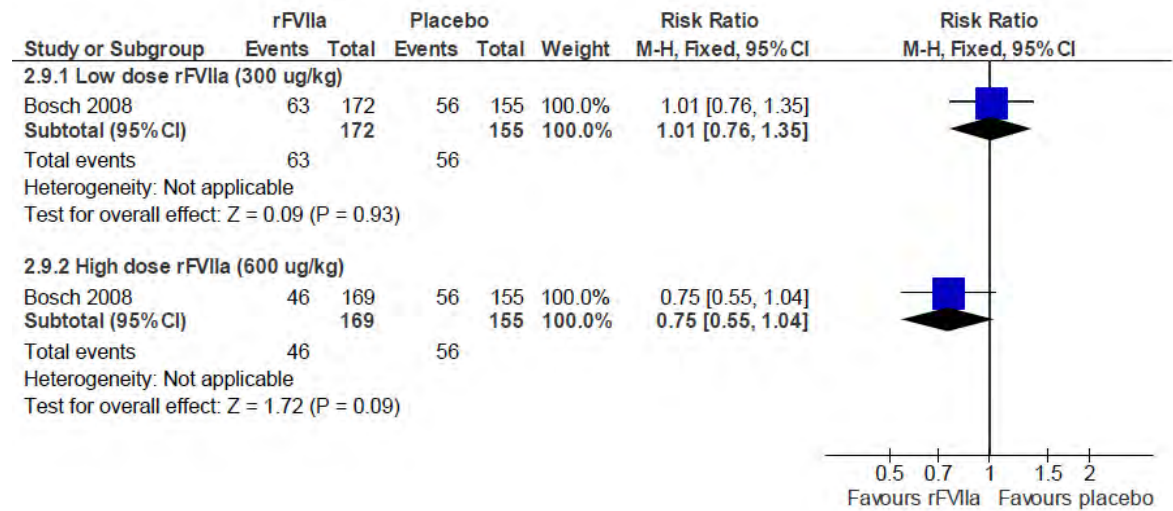 rFVIIa Placebo Risk Ratio Risk Ratio
Study or Subgroup Events Total Events Total Weight M-H, Fixed, 95% CI M-H, Fixed, 95% CI
2.9.1 Low dose rFVIIa (300 ug/kg)
Bosch 2008 63 172 56 155 100.0% 1.01 [0.76, 1.35]
Subtotal (95% CI) 172 155 100.0% 1.01 [0.76, 1.35]
Total events 63 56
Heterogeneity: Not applicable
Test for overall effect: Z = 0.09 (P = 0.93)
2.9.2 High dose rFVIIa (600 ug/kg)
Bosch 2008 46 169 56 155 100.0% 0.75 [0.55, 1.04]
Subtotal (95% CI) 169 155 100.0% 0.75 [0.55, 1.04]
Total events 46 56
Heterogeneity: Not applicable
Test for overall effect: Z = 1.72 (P = 0.09)
0.5 0.7 1 1.5 2
Favours rFVIIa Favours placebo